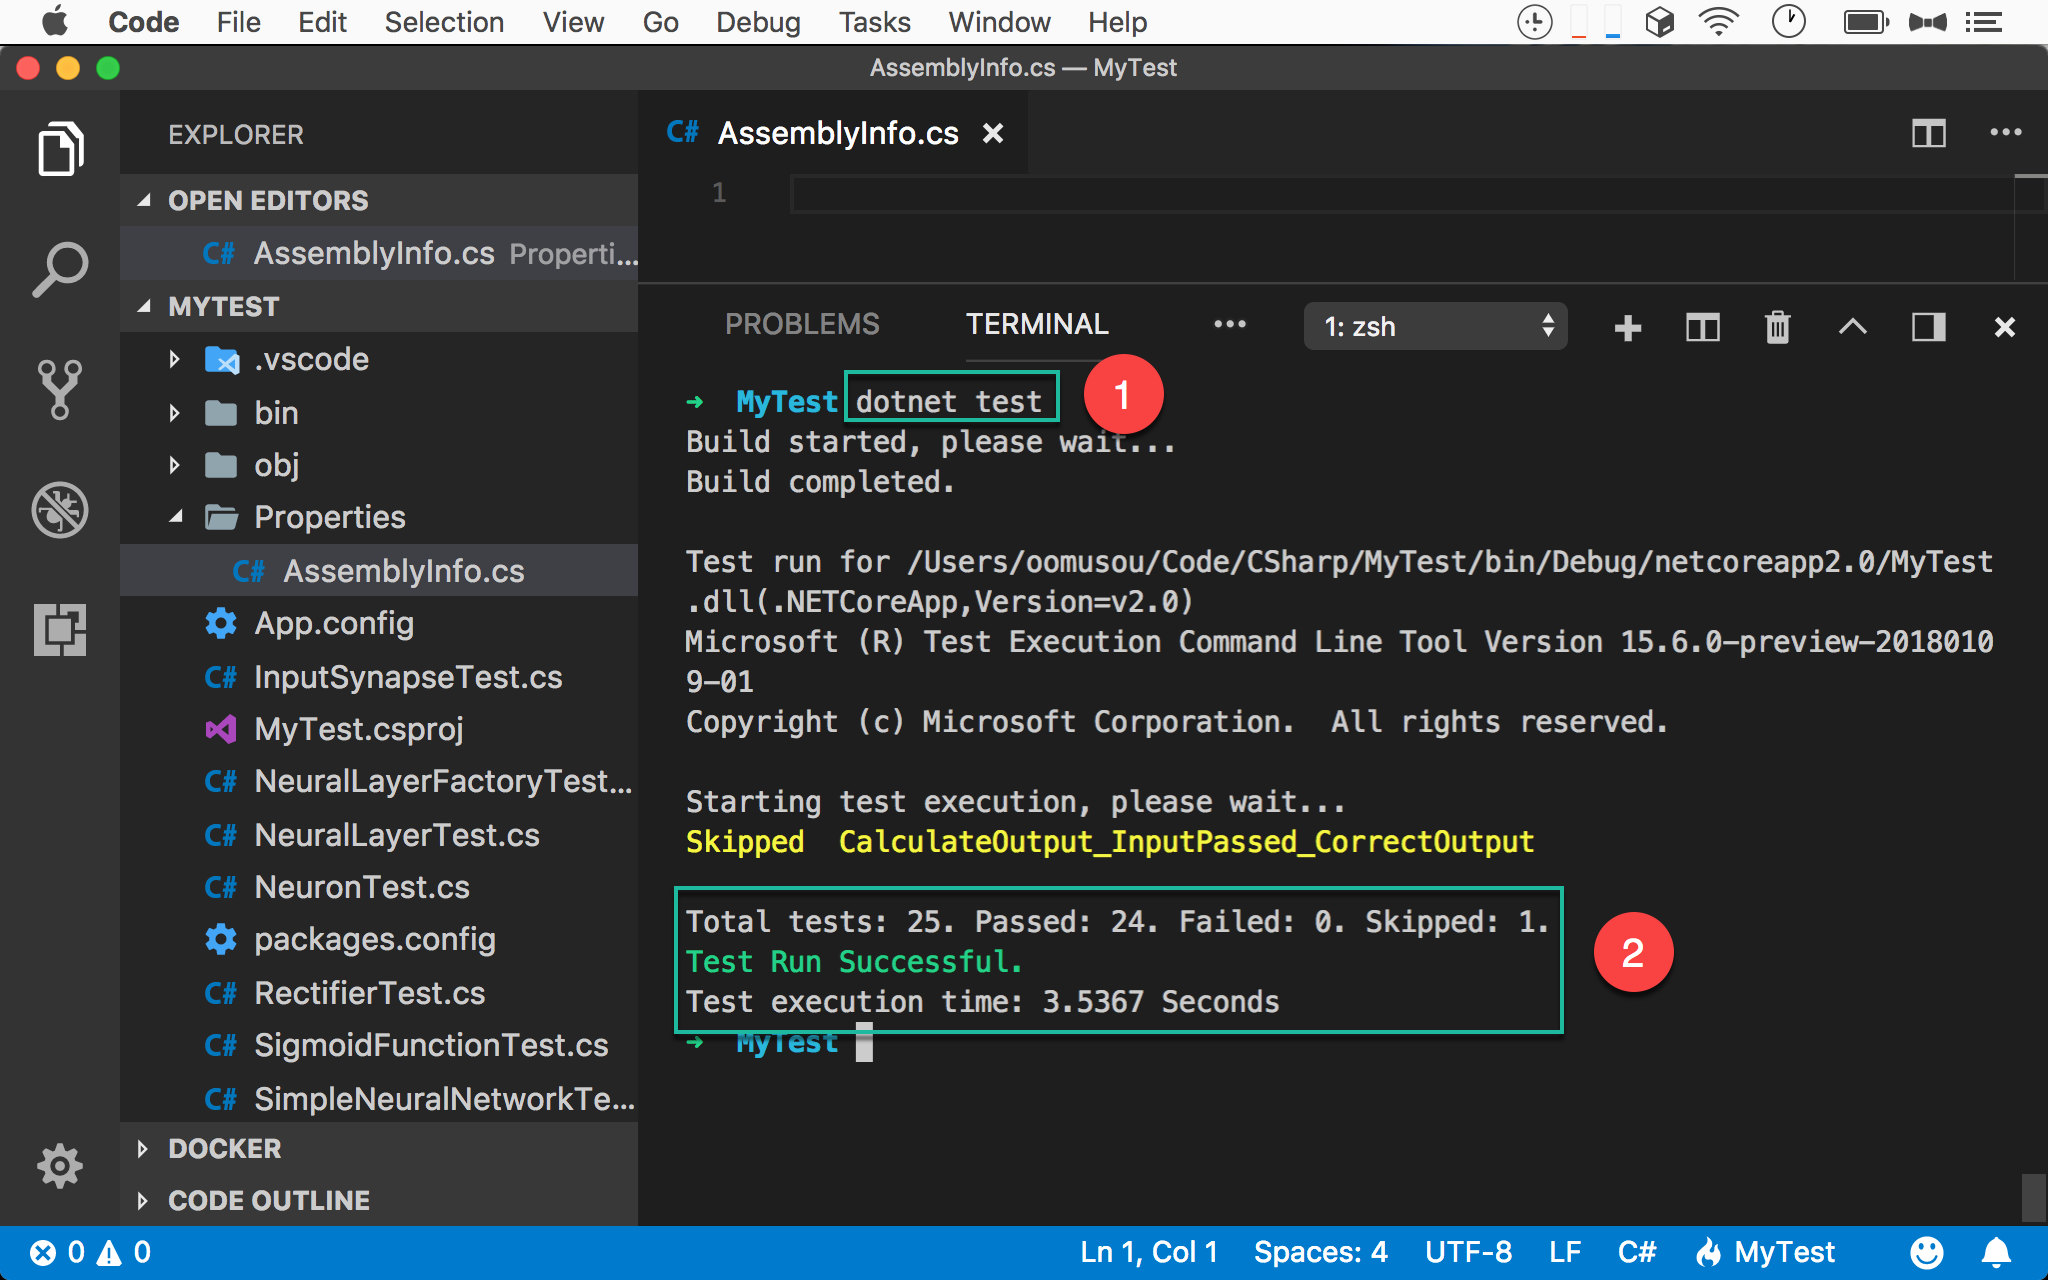 Code File Edit Selection View Go Debug Tasks Window Help
AssemblyInfo.cs — MyTest
EXPLORER
OPEN EDITORS
C# AssemblyInfo.cs Properti...
MYTEST
.vscode
bin
obj
Properties
C# AssemblyInfo.cs
App.config
C# InputSynapseTest.cs
MyTest.csproj
C# NeuralLayerFactoryTest...
C# NeuralLayerTest.cs
C# NeuronTest.cs
packages.config
C# RectifierTest.cs
C# SigmoidFunctionTest.cs
C# SimpleNeuralNetworkTe...
DOCKER
CODE OUTLINE
C# AssemblyInfo.cs
1
PROBLEMS TERMINAL ... 1: zsh
→ MyTest dotnet test 1
Build started, please wait...
Build completed.
Test run for /Users/oomusou/Code/CSharp/MyTest/bin/Debug/netcoreapp2.0/MyTest
.dll(.NETCoreApp,Version=v2.0)
Microsoft (R) Test Execution Command Line Tool Version 15.6.0-preview-2018010
9-01
Copyright (c) Microsoft Corporation.  All rights reserved.
Starting test execution, please wait...
Skipped  CalculateOutput_InputPassed_CorrectOutput
Total tests: 25. Passed: 24. Failed: 0. Skipped: 1.
Test Run Successful.
2
Test execution time: 3.5367 Seconds
→ MyTest
0 0 Ln 1, Col 1 Spaces: 4 UTF-8 LF C# MyTest